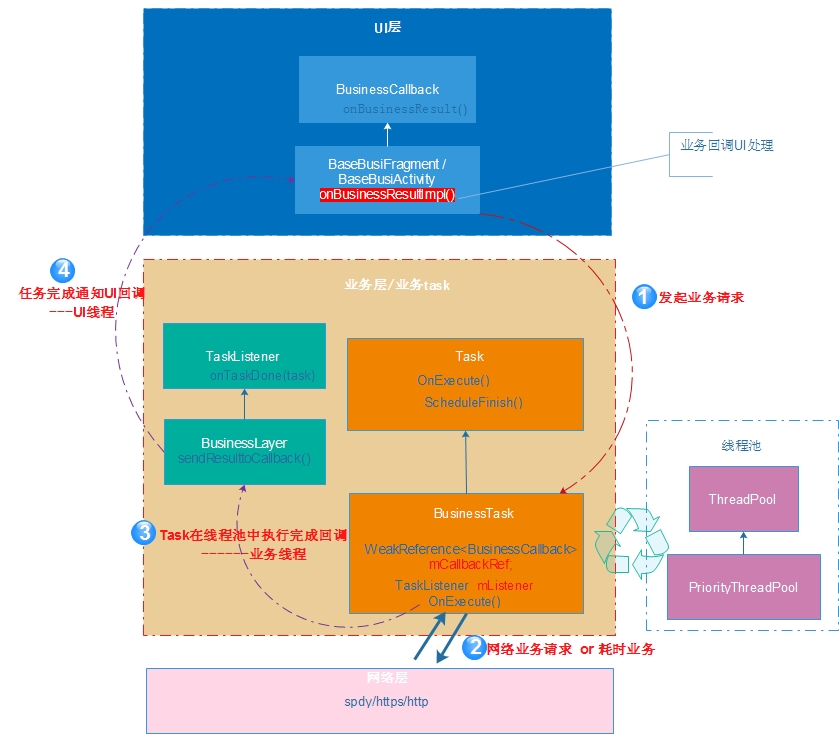 UI层
BusinessCallback
onBusinessResult()
BaseBusiFragment /
BaseBusiActivity
onBusinessResultImpl()
业务回调UI处理
4
任务完成通知UI回调
---UI线程
1 发起业务请求
业务层/业务task
TaskListener
onTaskDone(task)
Task
OnExecute()
ScheduleFinish()
BusinessLayer
sendResulttoCallback()
线程池
ThreadPool
PriorityThreadPool
BusinessTask
WeakReference<BusinessCallback>
mCallbackRef;
TaskListener mListener
OnExecute()
3 Task在线程池中执行完成回调
-------业务线程
2 网络业务请求 or 耗时业务
网络层
spdy/https/http